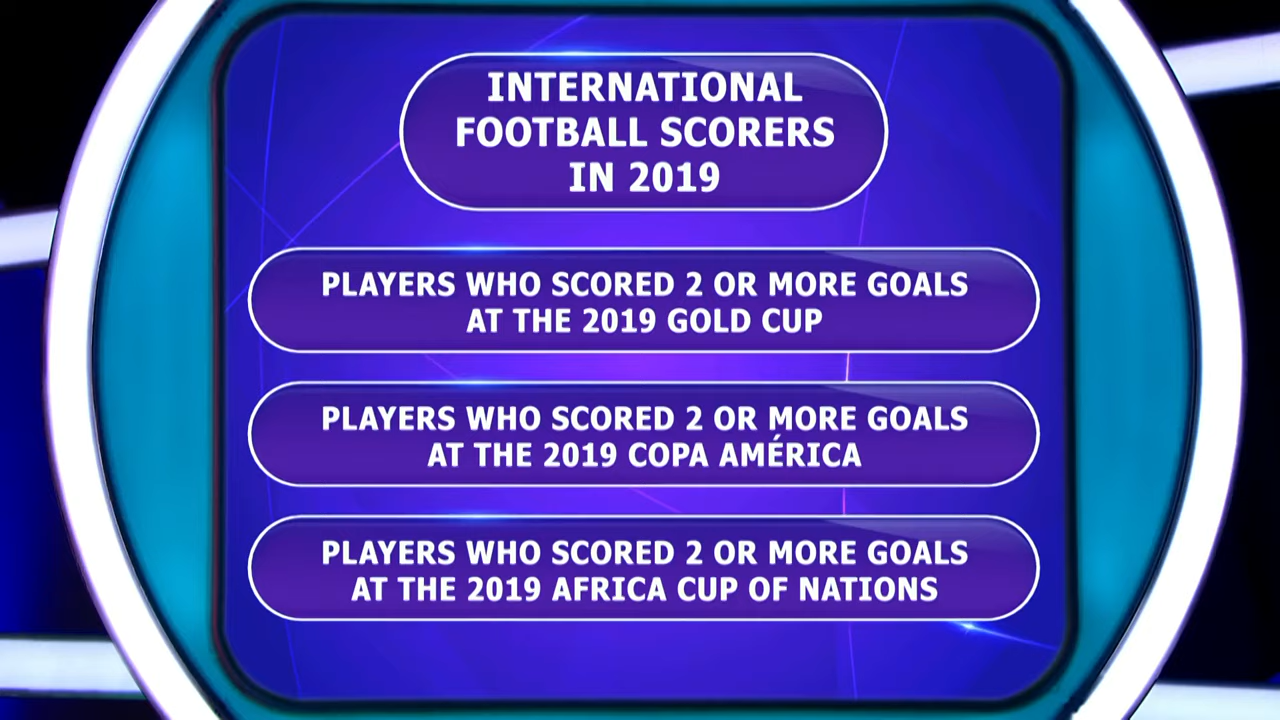 INTERNATIONAL
FOOTBALL SCORERS
IN 2019
PLAYERS WHO SCORED 2 OR MORE GOALS
AT THE 2019 GOLD CUP
PLAYERS WHO SCORED 2 OR MORE GOALS
AT THE 2019 COPA AMÉRICA
PLAYERS WHO SCORED 2 OR MORE GOALS
AT THE 2019 AFRICA CUP OF NATIONS